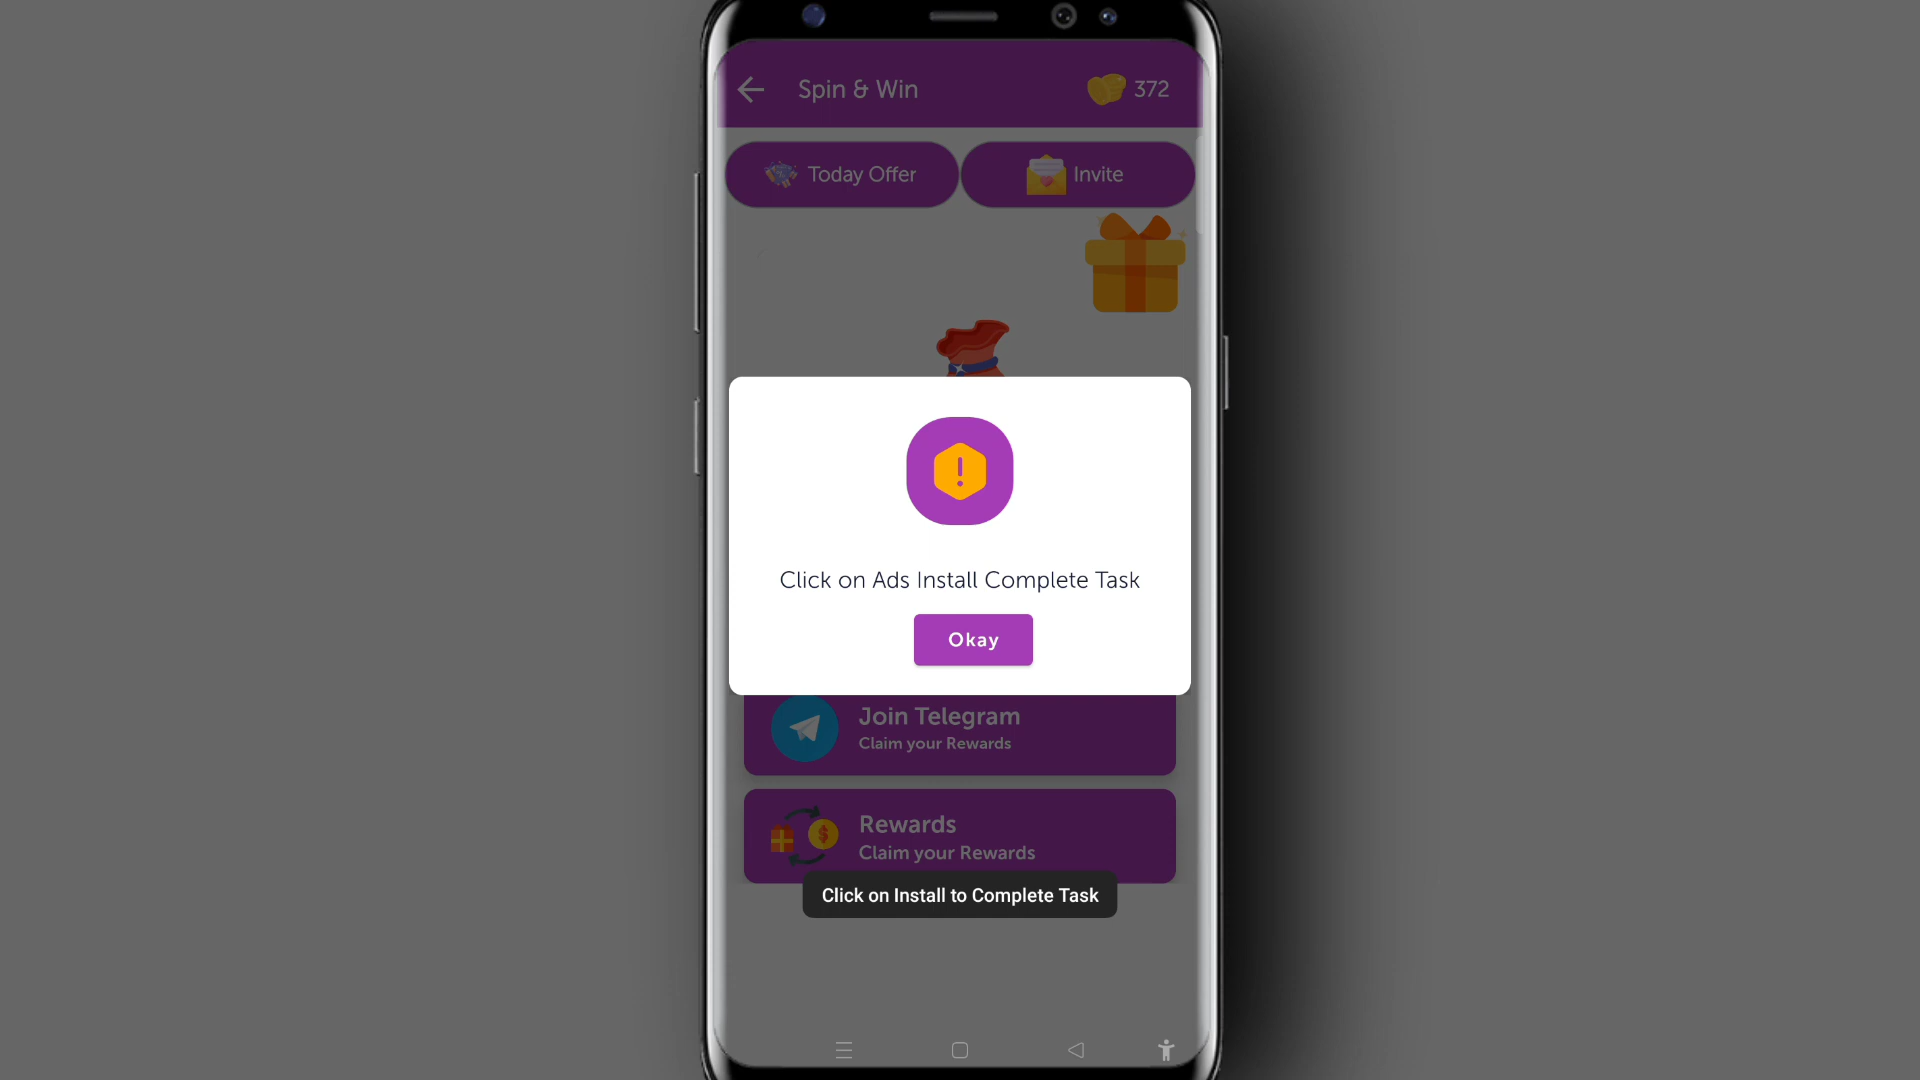 Spin & Win
372
Today Offer
Invite
Click on Ads Install Complete Task
Okay
Join Telegram
Claim your Rewards
Rewards
Claim your Rewards
Click on Install to Complete Task